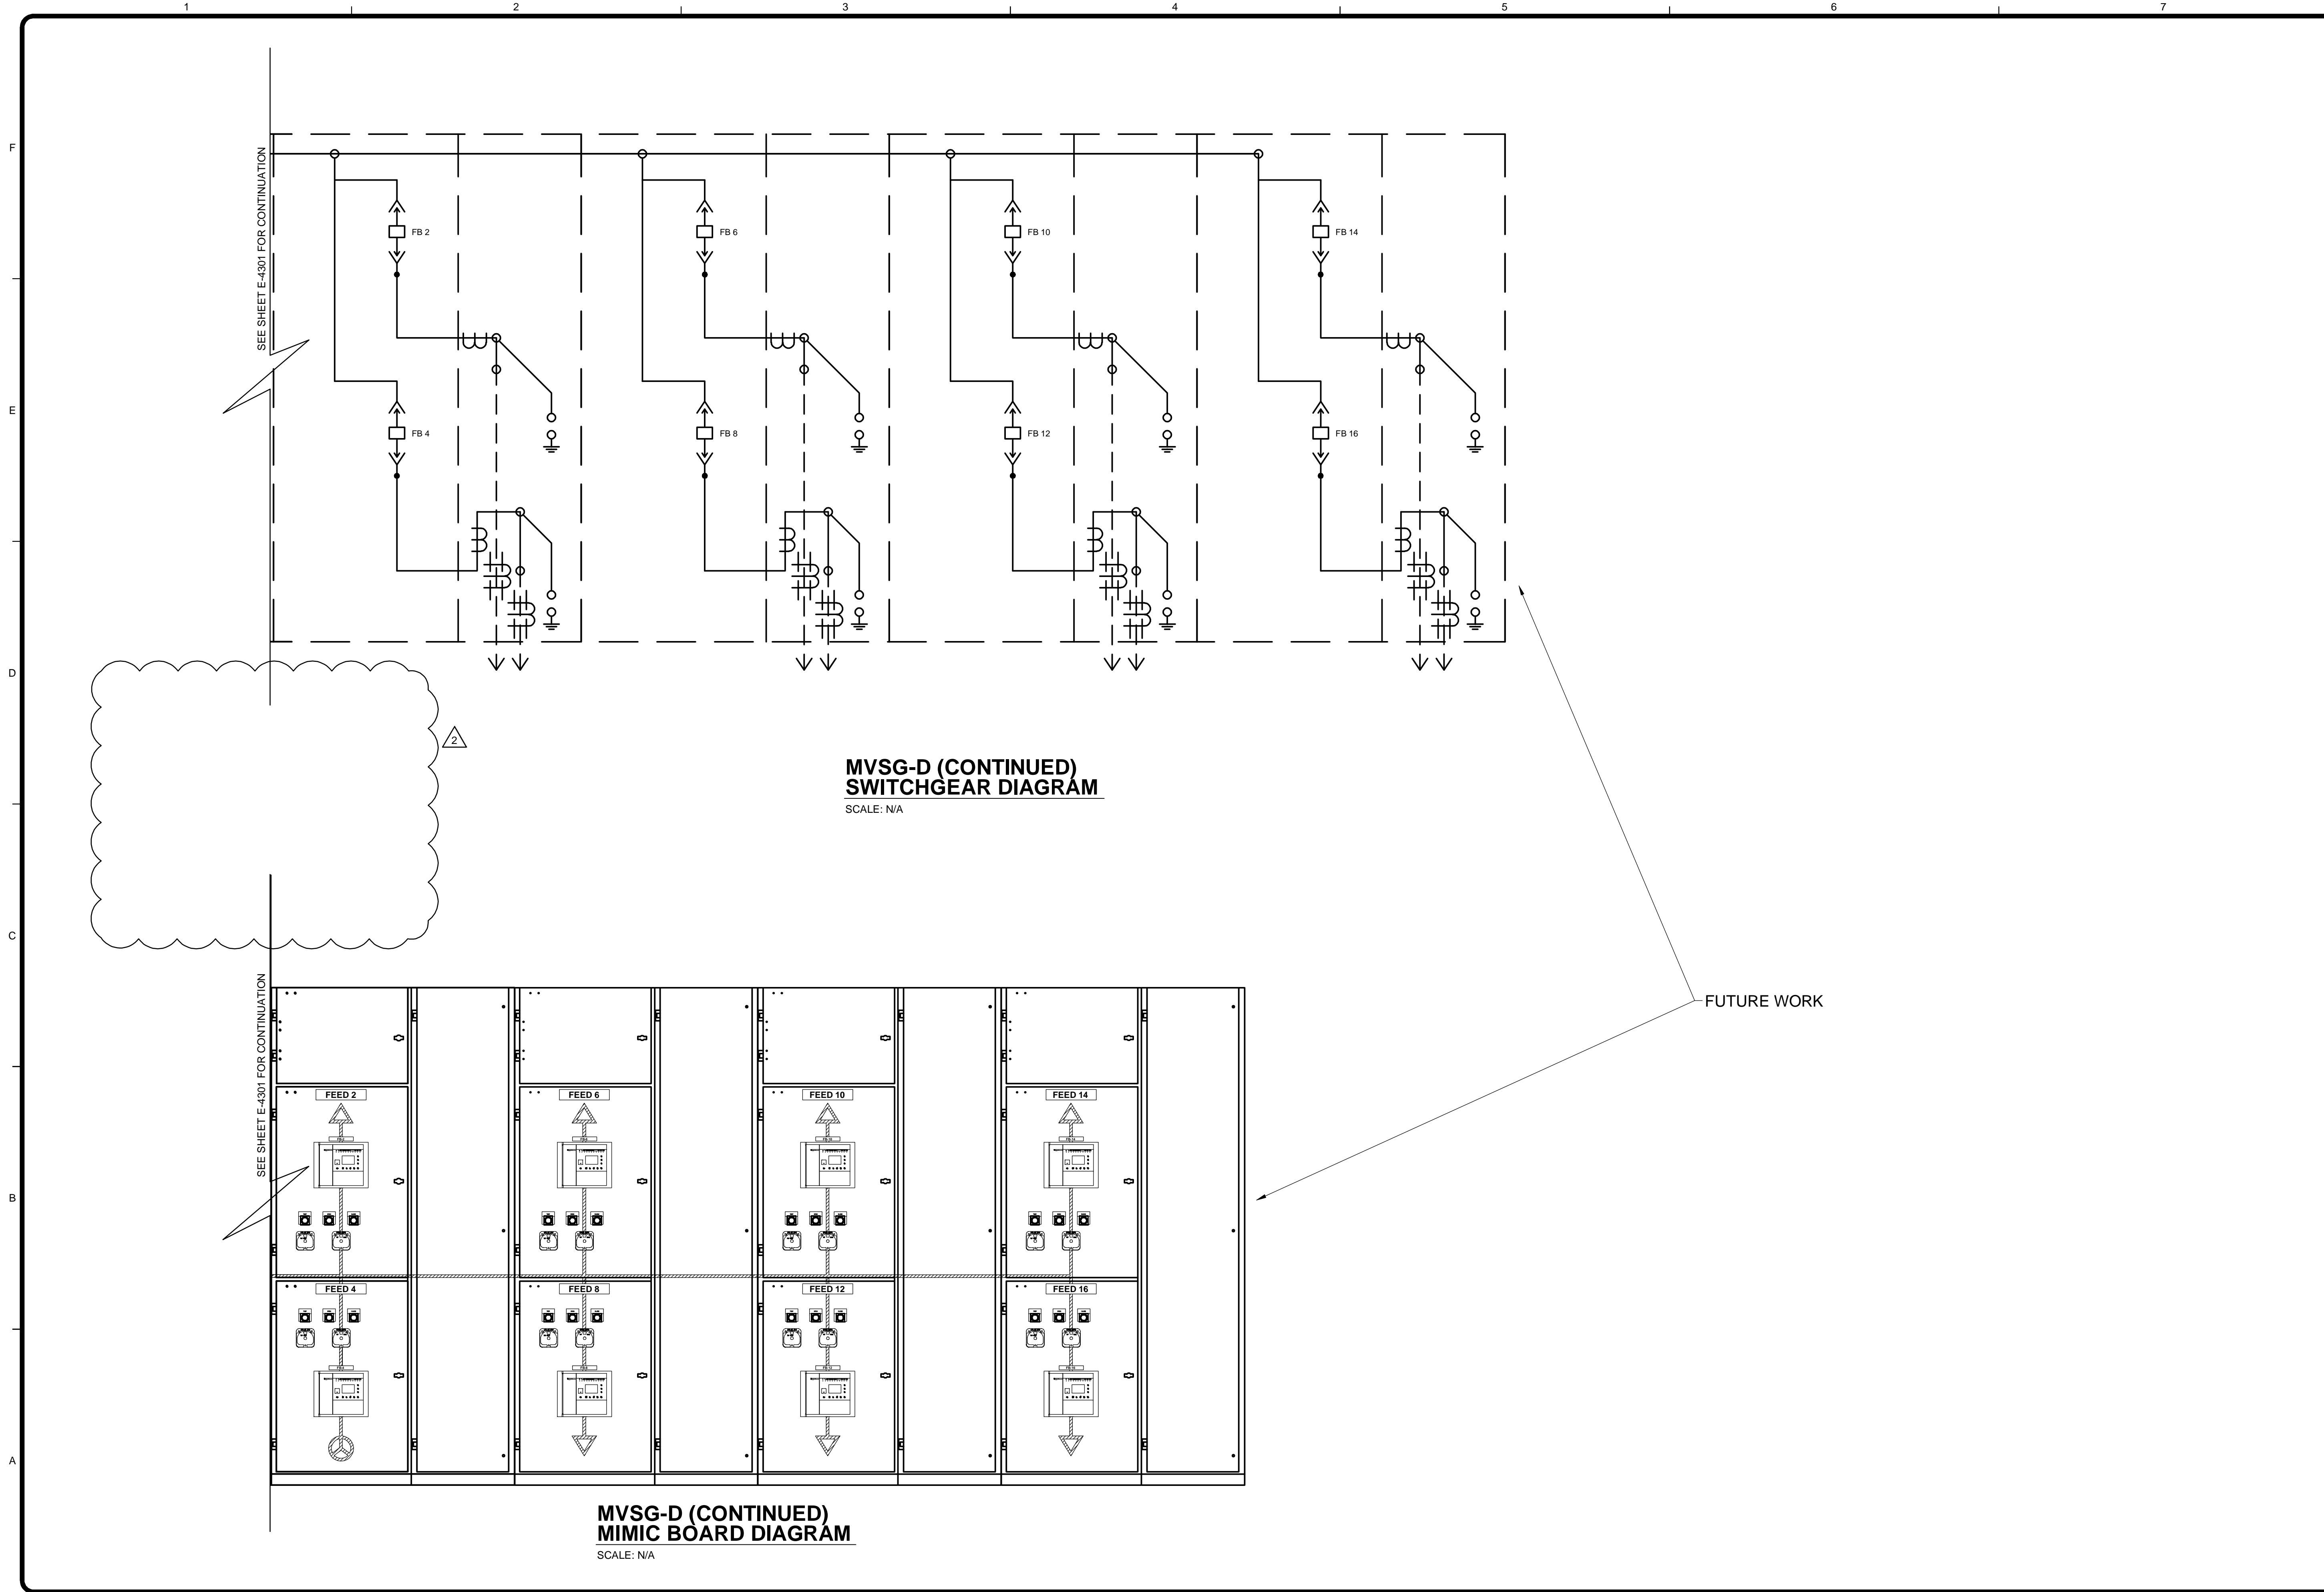 1 2 3 4 5 6 7
F
E
D
C
B
A
SEE SHEET E-4301 FOR CONTINUATION
FB 2 FB 6 FB 10 FB 14
FB 4 FB 8 FB 12 FB 16
2
MVSG-D (CONTINUED)
SWITCHGEAR DIAGRAM
SCALE: N/A
FUTURE WORK
SEE SHEET E-4301 FOR CONTINUATION
FEED 2 FEED 6 FEED 10 FEED 14
FEED 4 FEED 8 FEED 12 FEED 16
MVSG-D (CONTINUED)
MIMIC BOARD DIAGRAM
SCALE: N/A